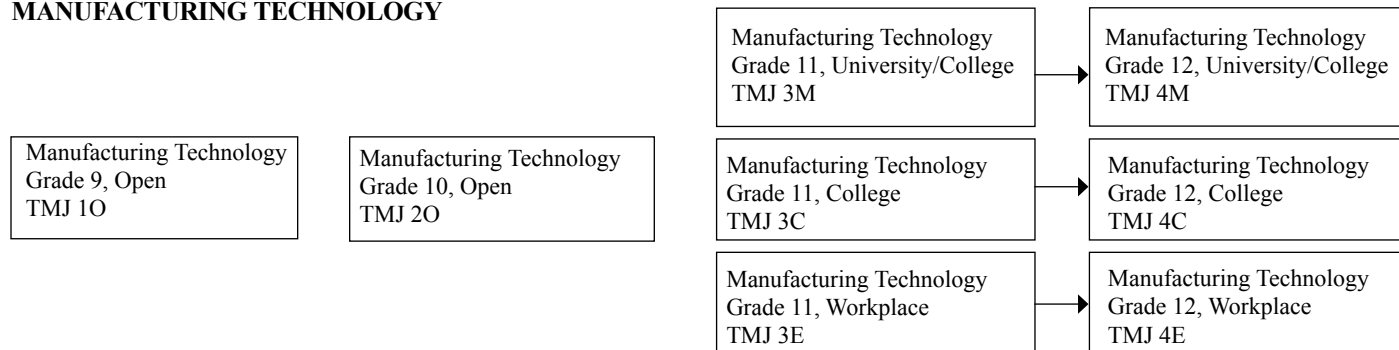 MANUFACTURING TECHNOLOGY
Manufacturing Technology
Grade 9, Open
TMJ 1O
Manufacturing Technology
Grade 10, Open
TMJ 2O
Manufacturing Technology
Grade 11, University/College
TMJ 3M
Manufacturing Technology
Grade 12, University/College
TMJ 4M
Manufacturing Technology
Grade 11, College
TMJ 3C
Manufacturing Technology
Grade 12, College
TMJ 4C
Manufacturing Technology
Grade 11, Workplace
TMJ 3E
Manufacturing Technology
Grade 12, Workplace
TMJ 4E